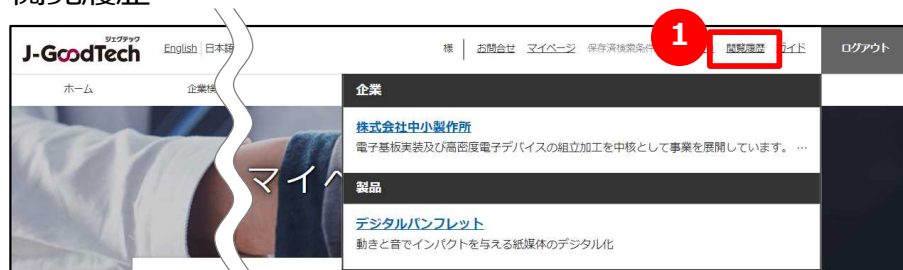 ジェグテック
J-GoodTech
English 日本語
様 お問合せ マイページ 保存済検索条件
1
閲覧履歴 ガイド
ログアウト
ホーム
企業検
企業
株式会社中小製作所
電子基板実装及び高密度電子デバイスの組立加工を中核として事業を展開しています。 …
マイペ
製品
デジタルパンフレット
動きと音でインパクトを与える紙媒体のデジタル化